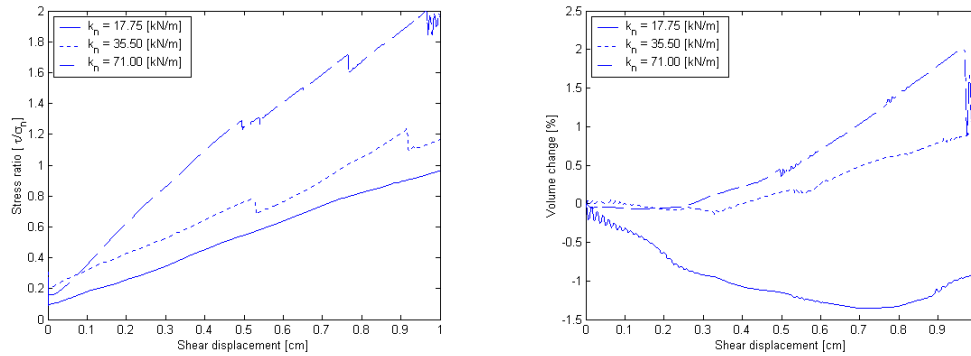 2
1.8
1.6
1.4
1.2
1
0.8
0.6
0.4
0.2
0
Stress ratio [ τ/σn]
kn = 17.75 [kN/m]
kn = 35.50 [kN/m]
kn = 71.00 [kN/m]
0 0.1 0.2 0.3 0.4 0.5 0.6 0.7 0.8 0.9 1
Shear displacement [cm]
2.5
2
1.5
1
0.5
0
-0.5
-1
-1.5
Volume change [%]
kn = 17.75 [kN/m]
kn = 35.50 [kN/m]
kn = 71.00 [kN/m]
0 0.1 0.2 0.3 0.4 0.5 0.6 0.7 0.8 0.9
Shear displacement [cm]